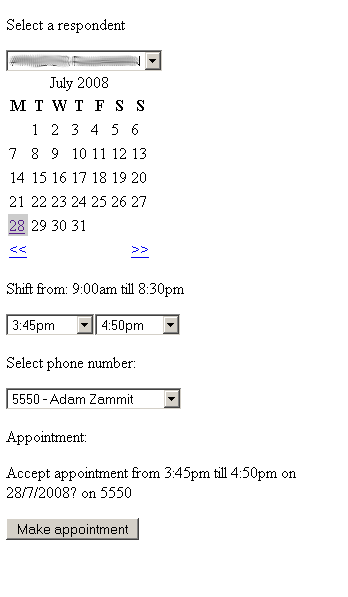 Select a respondent
July 2008
M T W T F S S
1 2 3 4 5 6
7 8 9 10 11 12 13
14 15 16 17 18 19 20
21 22 23 24 25 26 27
28 29 30 31
<< >>
Shift from: 9:00am till 8:30pm
3:45pm 4:50pm
Select phone number:
5550 - Adam Zammit
Appointment:
Accept appointment from 3:45pm till 4:50pm on
28/7/2008? on 5550
Make appointment